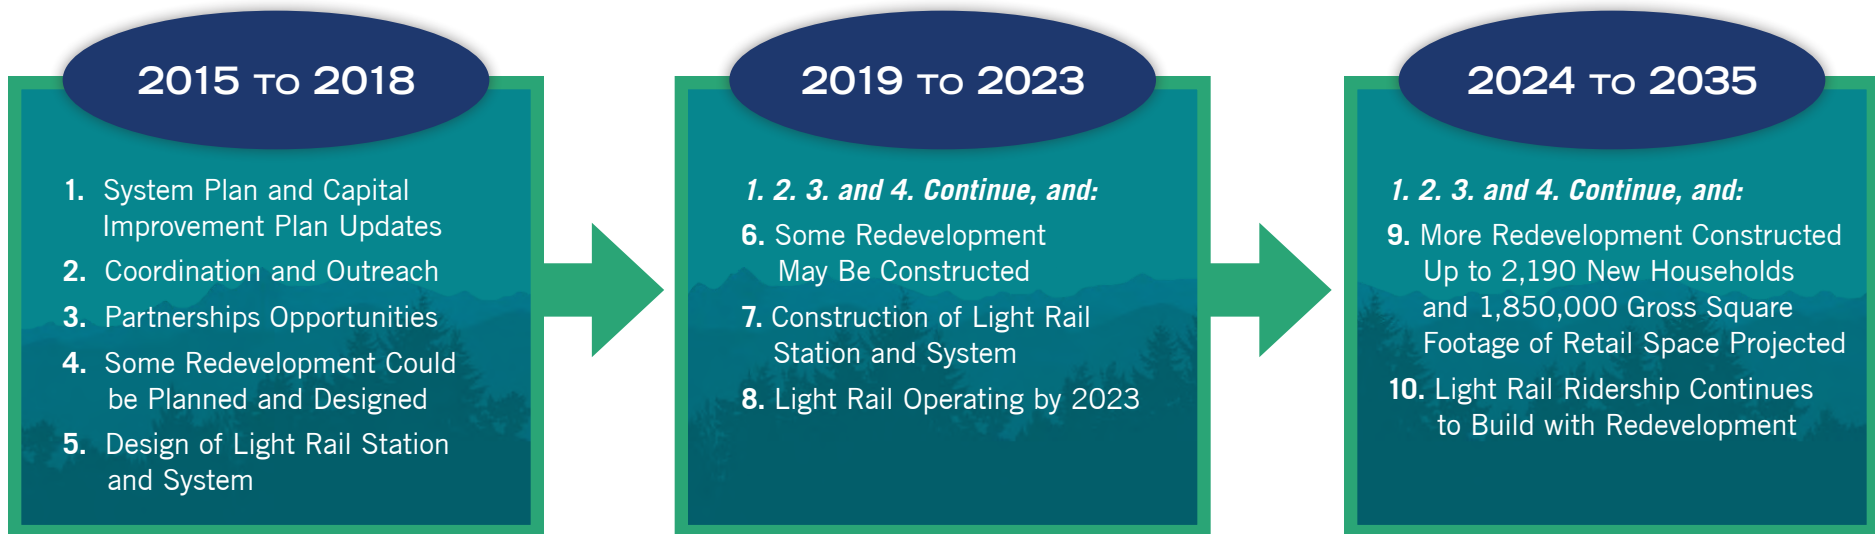 2015 TO 2018
1. System Plan and Capital
Improvement Plan Updates
2. Coordination and Outreach
3. Partnerships Opportunities
4. Some Redevelopment Could
be Planned and Designed
5. Design of Light Rail Station
and System
2019 TO 2023
1. 2. 3. and 4. Continue, and:
6. Some Redevelopment
May Be Constructed
7. Construction of Light Rail
Station and System
8. Light Rail Operating by 2023
2024 TO 2035
1. 2. 3. and 4. Continue, and:
9. More Redevelopment Constructed
Up to 2,190 New Households
and 1,850,000 Gross Square
Footage of Retail Space Projected
10. Light Rail Ridership Continues
to Build with Redevelopment